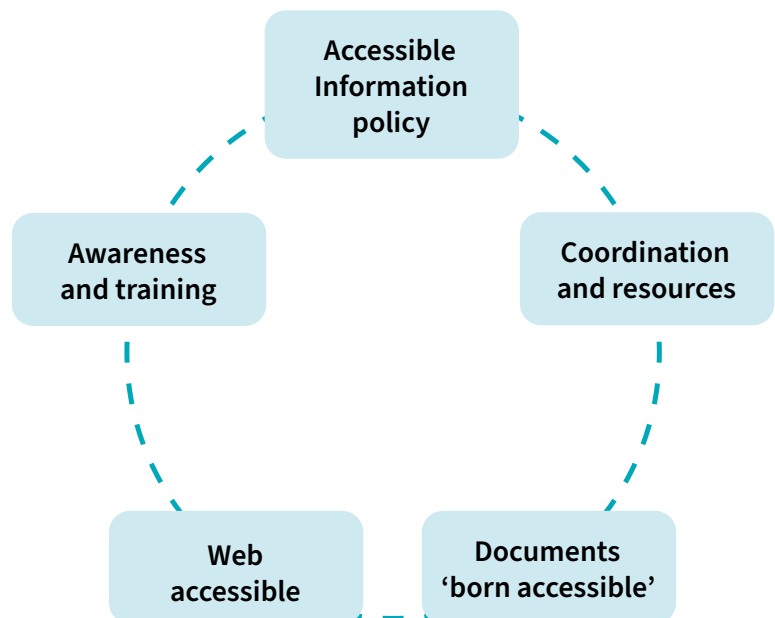 Accessible
Information
policy
Awareness
and training
Coordination
and resources
Web
accessible
Documents
‘born accessible’